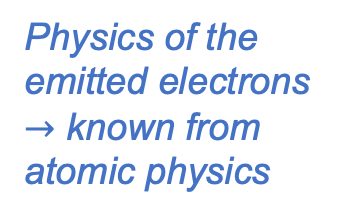 Physics of the
emitted electrons
→ known from
atomic physics